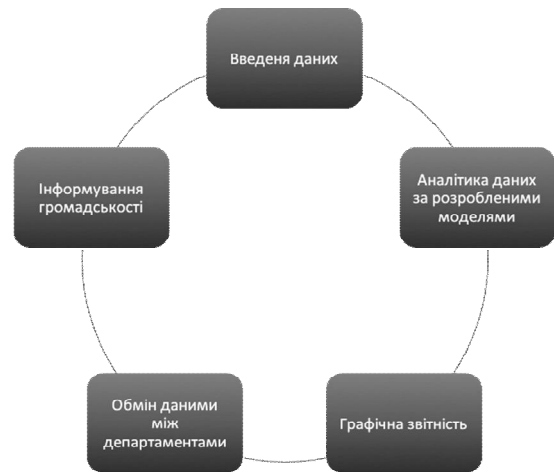 Введеня даних
Аналітика даних
за розробленими
моделями
Графічна звітність
Обмін даними
між
департаментами
Інформування
громадськості